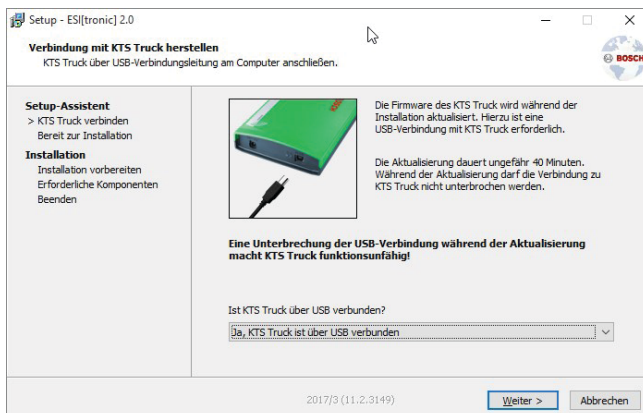 Setup - ESI[tronic] 2.0
Verbindung mit KTS Truck herstellen
KTS Truck über USB-Verbindungsleitung am Computer anschließen.
BOSCH
Setup-Assistent
> KTS Truck verbinden
Bereit zur Installation
Installation
Installation vorbereiten
Erforderliche Komponenten
Beenden
Die Firmware des KTS Truck wird während der
Installation aktualisiert. Hierzu ist eine
USB-Verbindung mit KTS Truck erforderlich.
Die Aktualisierung dauert ungefähr 40 Minuten.
Während der Aktualisierung darf die Verbindung zu
KTS Truck nicht unterbrochen werden.
Eine Unterbrechung der USB-Verbindung während der Aktualisierung
macht KTS Truck funktionsunfähig!
Ist KTS Truck über USB verbunden?
Ja, KTS Truck ist über USB verbunden
2017/3 (11.2.3149)
Weiter >
Abbrechen